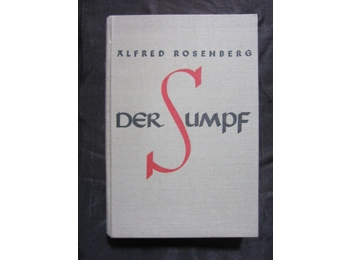 ALFRED ROSENBERG
DER SUMPF